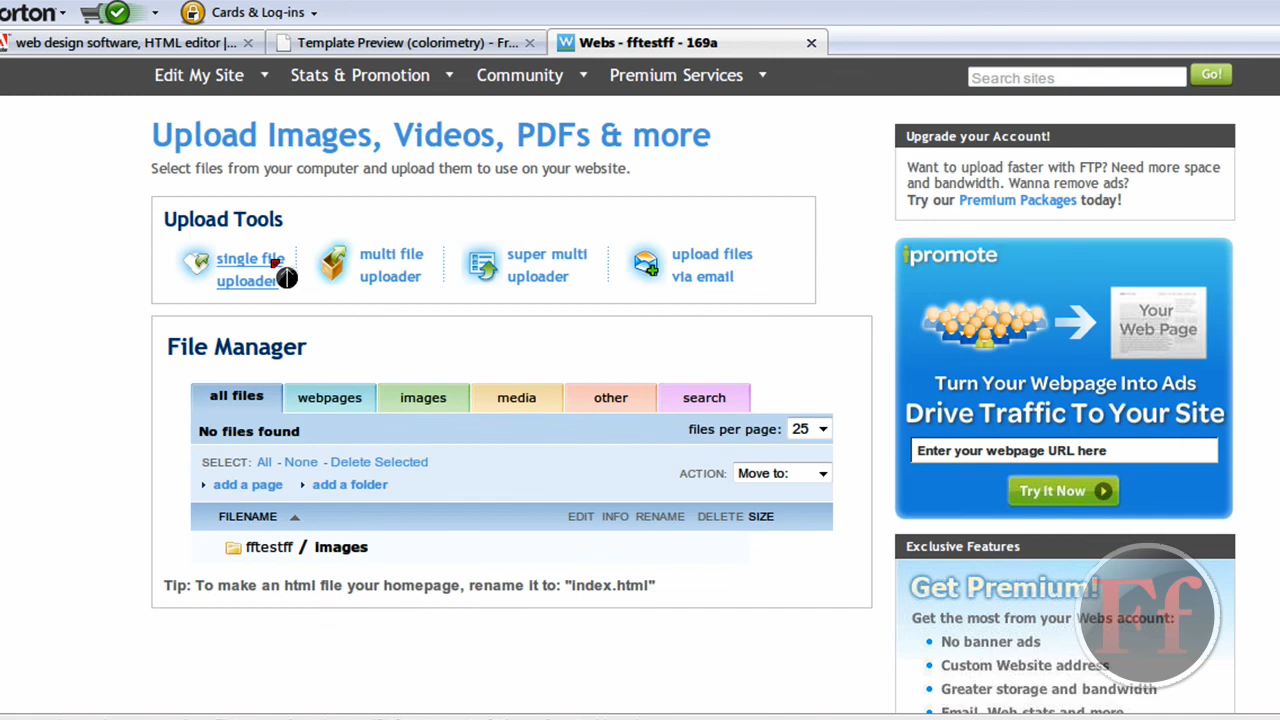 orton Cards & Log-ins
web design software, HTML editor |... Template Preview (colorimetry) - Fr... Webs - fftestff - 169a
Edit My Site Stats & Promotion Community Premium Services Search sites Go!
Upload Images, Videos, PDFs & more
Select files from your computer and upload them to use on your website.
Upload Tools
single file
uploader
multi file
uploader
super multi
uploader
upload files
via email
File Manager
all files webpages images media other search
No files found files per page: 25
SELECT: All - None - Delete Selected
ACTION: Move to:
add a page add a folder
FILENAME EDIT INFO RENAME DELETE SIZE
fftestff / images
Tip: To make an html file your homepage, rename it to: "index.html"
Upgrade your Account!
Want to upload faster with FTP? Need more space
and bandwidth. Wanna remove ads?
Try our Premium Packages today!
ipromote
Your
Web Page
Turn Your Webpage Into Ads
Drive Traffic To Your Site
Enter your webpage URL here
Try It Now
Exclusive Features
Get Premium!
Get the most from your Webs account:
No banner ads
Custom Website address
Greater storage and bandwidth
Email, Web stats and more
Ff